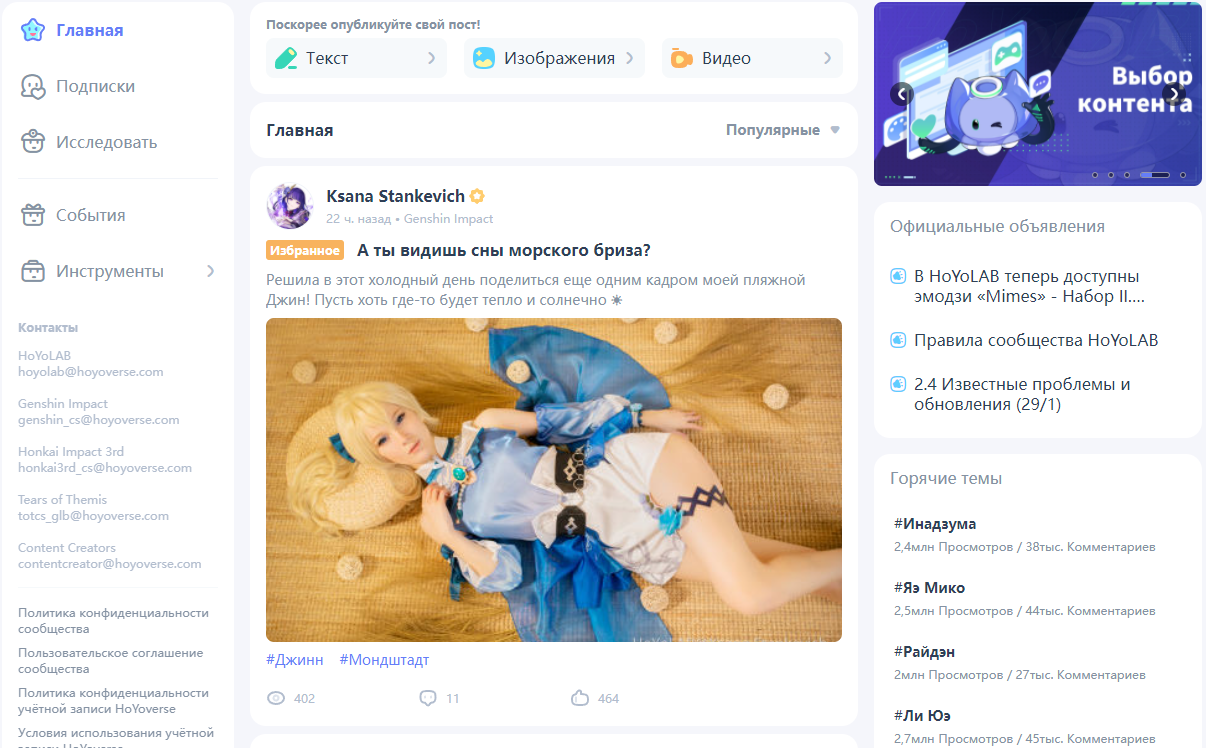 Главная
Подписки
Исследовать
События
Инструменты
Контакты
HoYoLAB
hoyolab@hoyoverse.com
Genshin Impact
genshin_cs@hoyoverse.com
Honkai Impact 3rd
honkai3rd_cs@hoyoverse.com
Tears of Themis
totcs_glb@hoyoverse.com
Content Creators
contentcreator@hoyoverse.com
Политика конфиденциальности
сообщества
Пользовательское соглашение
сообщества
Политика конфиденциальности
учётной записи HoYoverse
Условия использования учётной
записи HoYoverse
Поскорее опубликуйте свой пост!
Текст
Изображения
Видео
Главная
Популярные
Ksana Stankevich
22 ч. назад • Genshin Impact
Избранное А ты видишь сны морского бриза?
Решила в этот холодный день поделиться еще одним кадром моей пляжной
Джин! Пусть хоть где-то будет тепло и солнечно ☀
#Джинн #Мондштадт
402
11
464
Выбор
контента
Официальные объявления
В HoYoLAB теперь доступны
эмодзи «Mimes» - Набор II....
Правила сообщества HoYoLAB
2.4 Известные проблемы и
обновления (29/1)
Горячие темы
#Инадзума
2,4млн Просмотров / 38тыс. Комментариев
#Яэ Мико
2,5млн Просмотров / 44тыс. Комментариев
#Райдэн
2млн Просмотров / 27тыс. Комментариев
#Ли Юэ
2,7млн Просмотров / 45тыс. Комментариев